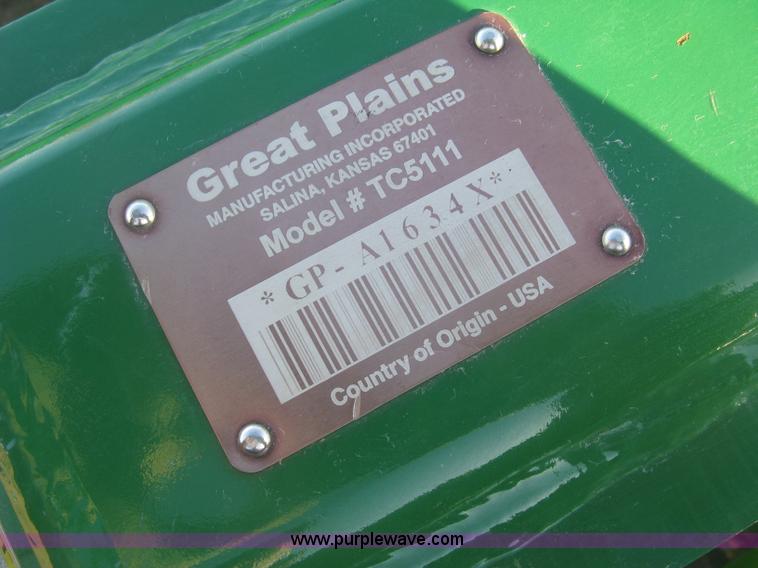 Great Plains
MANUFACTURING INCORPORATED
SALINA, KANSAS 67401
Model # TC5111
*GP-A1634X*
Country of Origin - USA
www.purplewave.com